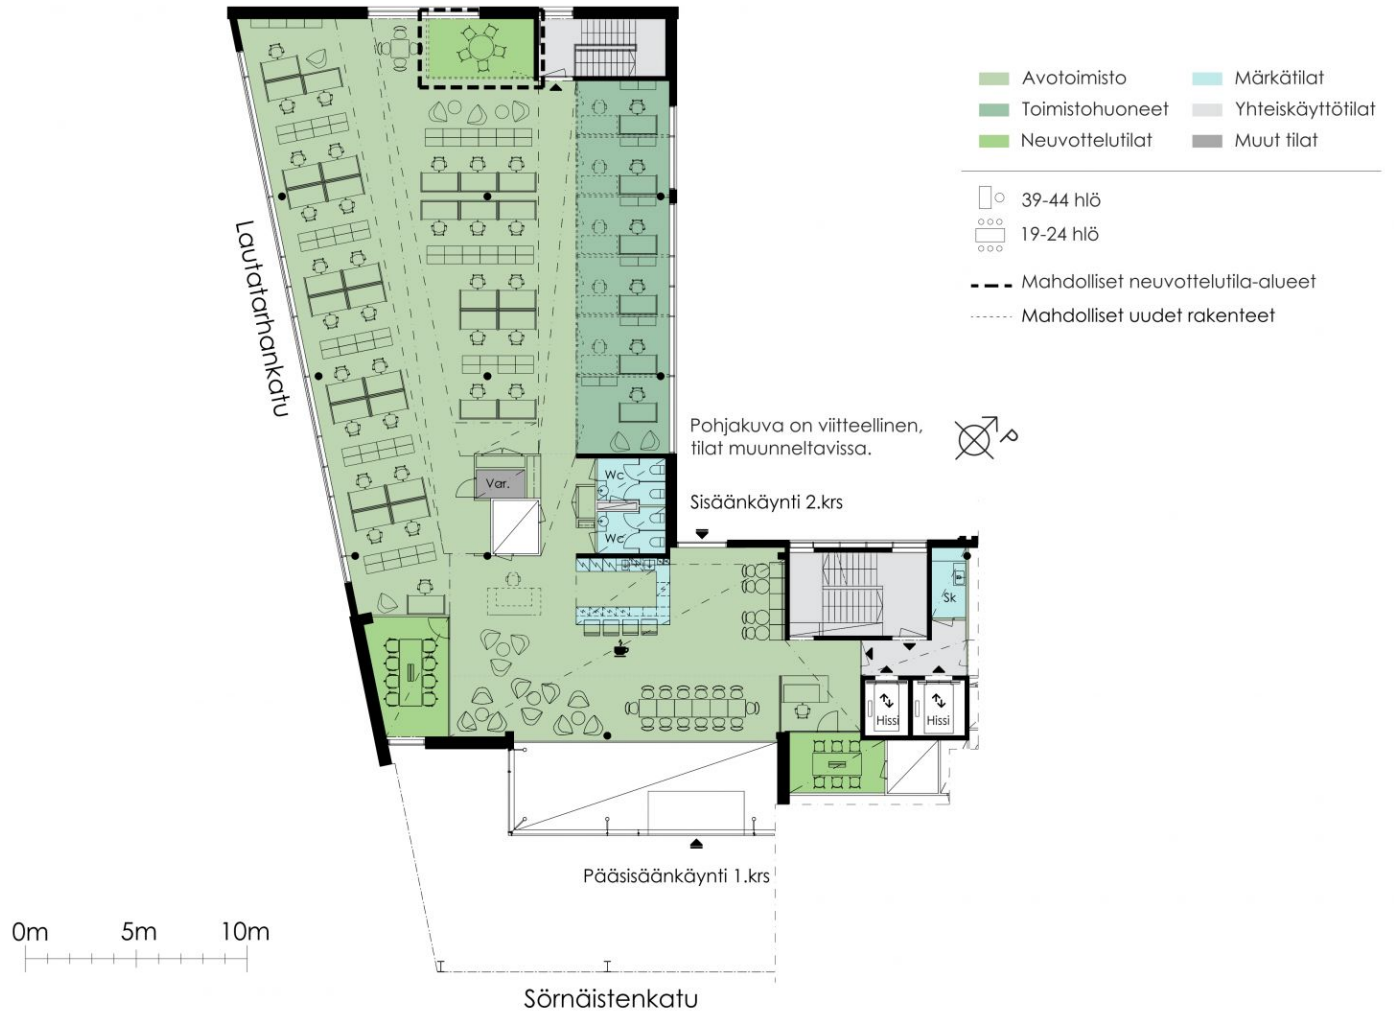 Avotoimisto
Toimistohuoneet
Neuvottelutilat
Märkätilat
Yhteiskäyttötilat
Muut tilat
39-44 hlö
19-24 hlö
Mahdolliset neuvottelutila-alueet
Mahdolliset uudet rakenteet
Lautatarhankatu
Pohjakuva on viitteellinen,
tilat muunneltavissa.
P
Var.
Wc
Wc
Sisäänkäynti 2.krs
Sk
Hissi
Hissi
Pääsisäänkäynti 1.krs
0m 5m 10m
Sörnäistenkatu